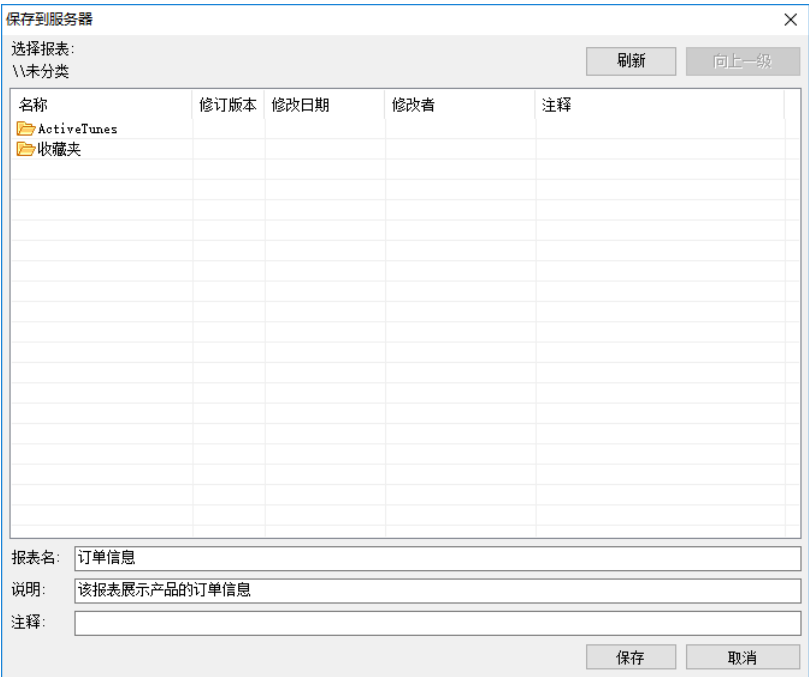 保存到服务器
选择报表:
\\未分类
刷新 向上一级
名称 修订版本 修改日期 修改者 注释
ActiveTunes
收藏夹
报表名: 订单信息
说明: 该报表展示产品的订单信息
注释:
保存 取消